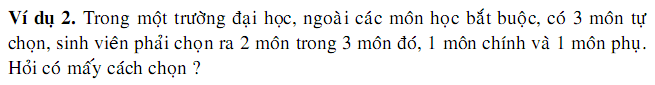 Ví dụ 2. Trong một trường đại học, ngoài các môn học bắt buộc, có 3 môn tự
chọn, sinh viên phải chọn ra 2 môn trong 3 môn đó, 1 môn chính và 1 môn phụ.
Hỏi có mấy cách chọn ?